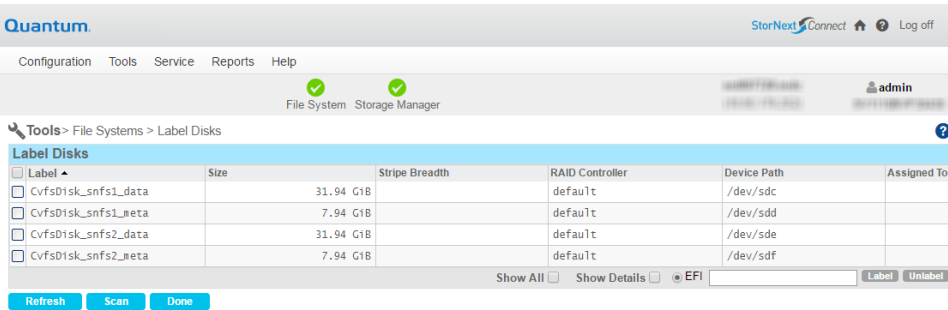 Quantum.
StorNext Connect Log off
Configuration Tools Service Reports Help
File System Storage Manager admin
Tools> File Systems > Label Disks
Label Disks
Label Size Stripe Breadth RAID Controller Device Path Assigned To
CvfsDisk_snfs1_data 31.94 GiB default /dev/sdc
CvfsDisk_snfs1_meta 7.94 GiB default /dev/sdd
CvfsDisk_snfs2_data 31.94 GiB default /dev/sde
CvfsDisk_snfs2_meta 7.94 GiB default /dev/sdf
Show All Show Details EFI Label Unlabel
Refresh Scan Done